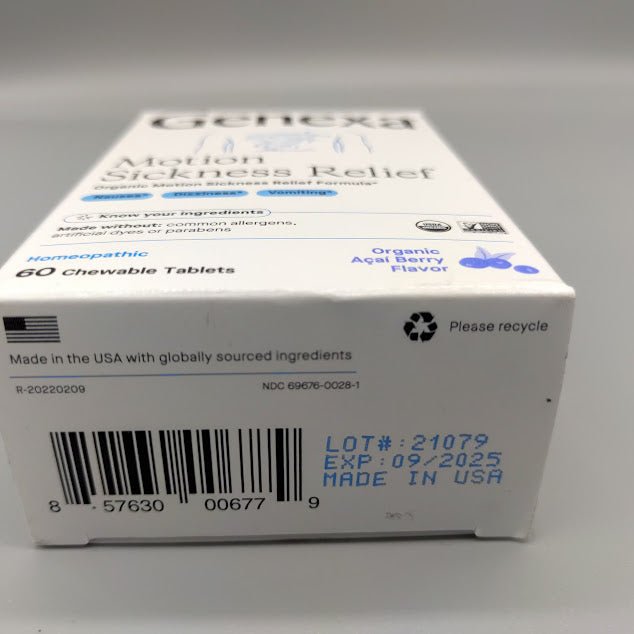 Genexa
Motion
Sickness Relief
Organic Motion Sickness Relief Formula*
Nausea* Dizziness* Vomiting*
Know your ingredients
Made without: common allergens,
artificial dyes or parabens
Homeopathic
60 Chewable Tablets
Organic
Açaí Berry
Flavor
USDA
Please recycle
Made in the USA with globally sourced ingredients
R-20220209 NDC 69676-0028-1
LOT#:21079
EXP:09/2025
MADE IN USA
8 57630 00677 9